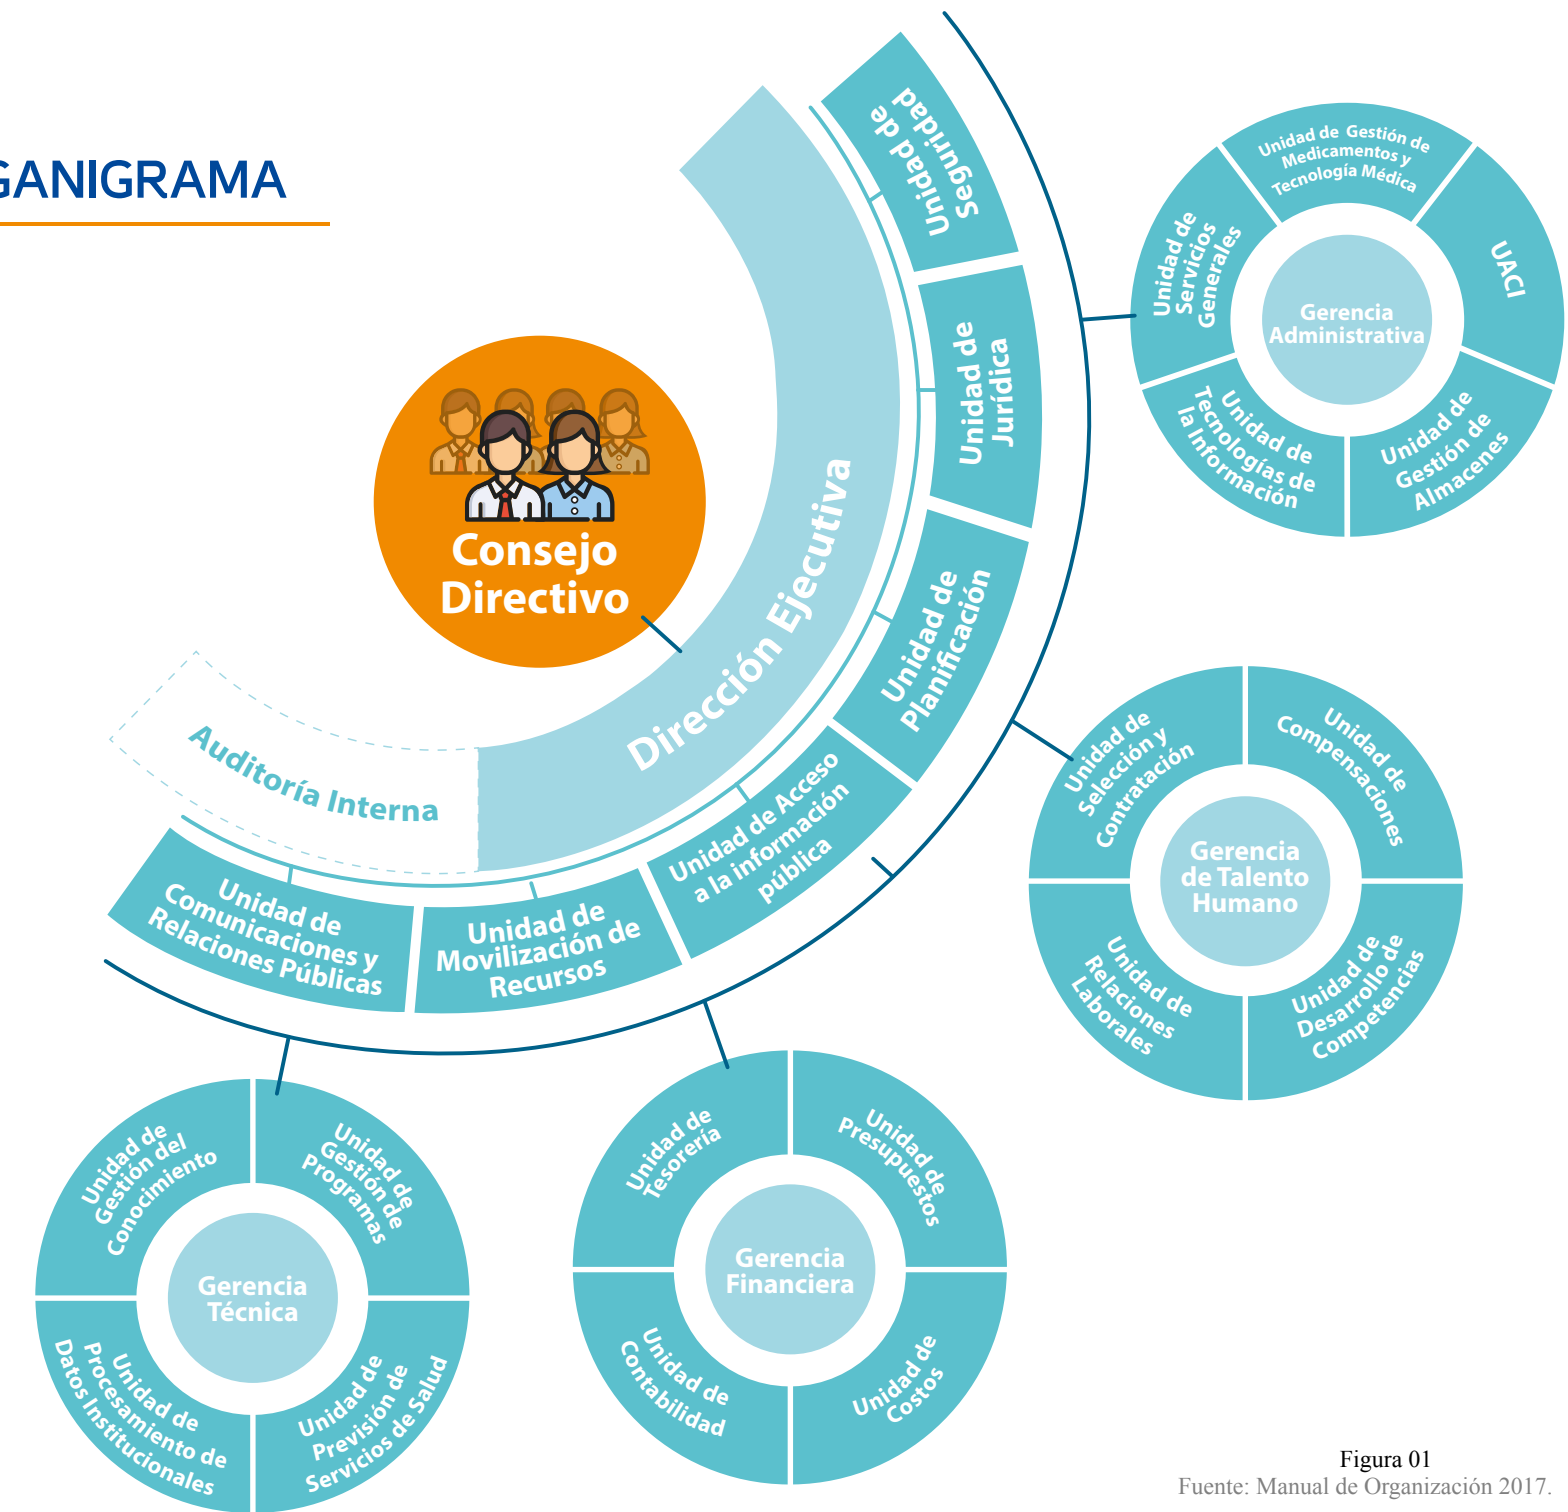 GANIGRAMA
Consejo
Directivo
Dirección Ejecutiva
Auditoría Interna
Unidad de
Seguridad
Unidad de
Jurídica
Unidad de
Planificación
Unidad de Acceso
a la información
pública
Unidad de
Movilización de
Recursos
Unidad de
Comunicaciones y
Relaciones Públicas
Gerencia
Administrativa
Unidad de Gestión de
Medicamentos y
Tecnología Médica
UACI
Unidad de
Gestión de
Almacenes
Unidad de
Tecnologías de
la Información
Unidad de
Servicios
Generales
Gerencia
de Talento
Humano
Unidad de
Selección y
Contratación
Unidad de
Compensaciones
Unidad de
Desarrollo de
Competencias
Unidad de
Relaciones
Laborales
Gerencia
Financiera
Unidad de
Tesorería
Unidad de
Presupuestos
Unidad de
Costos
Unidad de
Contabilidad
Gerencia
Técnica
Unidad de
Gestión del
Conocimiento
Unidad de
Gestión de
Programas
Unidad de
Previsión de
Servicios de Salud
Unidad de
Procesamiento de
Datos Institucionales
Figura 01
Fuente: Manual de Organización 2017.